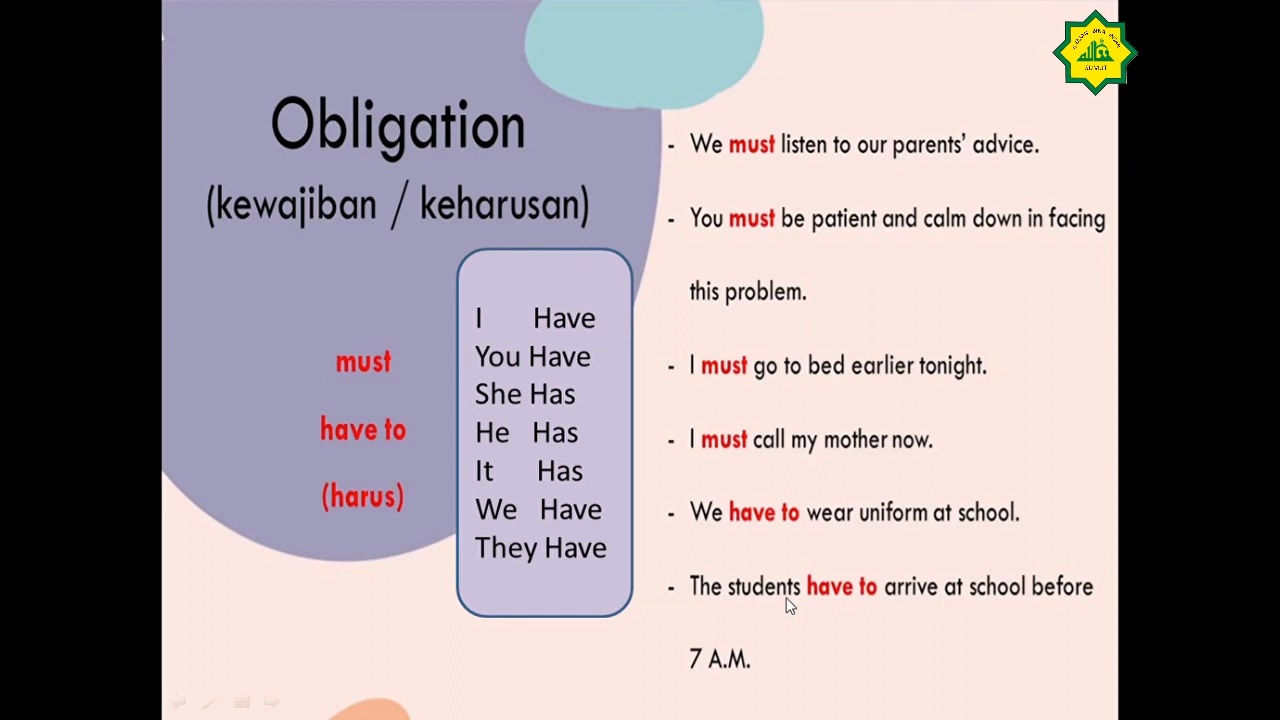 Obligation
(kewajiban / keharusan)
must
have to
(harus)
I Have
You Have
She Has
He Has
It Has
We Have
They Have
- We must listen to our parents’ advice.
- You must be patient and calm down in facing
this problem.
- I must go to bed earlier tonight.
- I must call my mother now.
- We have to wear uniform at school.
- The students have to arrive at school before
7 A.M.
SUMUT